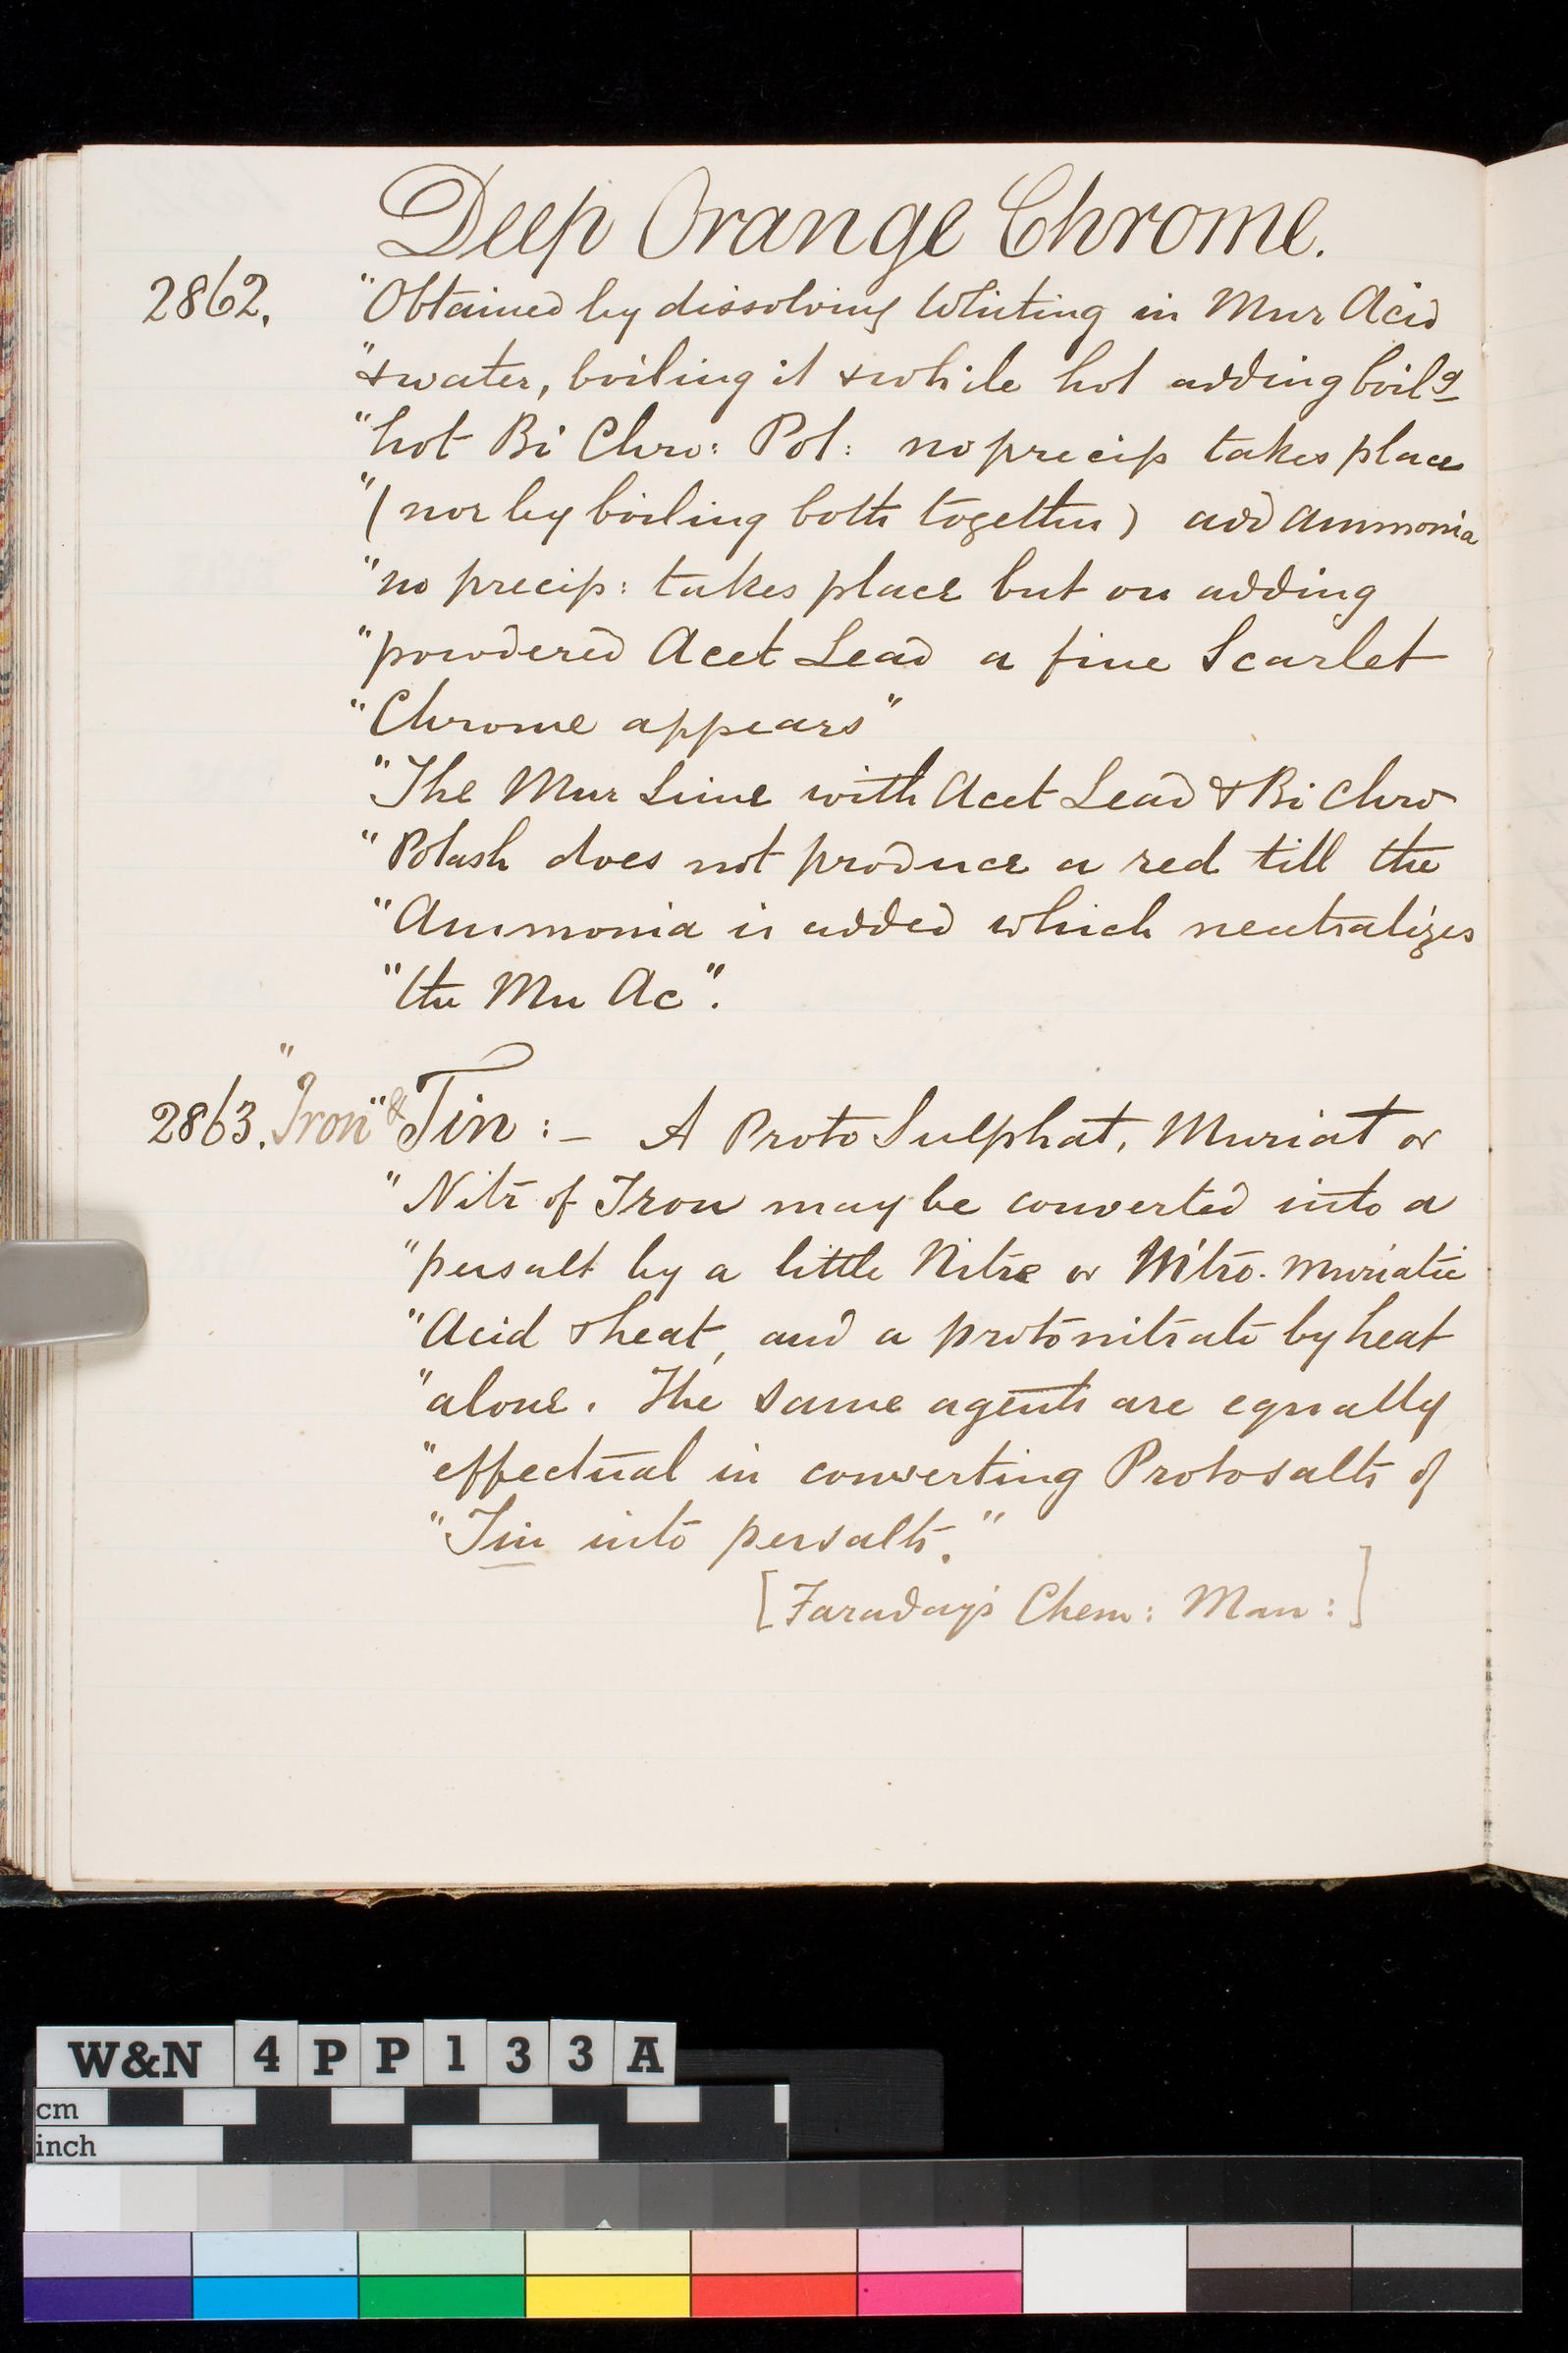 Deep Orange Chrome.
2862. "Obtained by dissolving Whiting in Mur Acid
"& water, boiling it & while hot adding boilg
"hot Bi Chro: Pot: no precip takes place
"(nor by boiling both together) add ammonia
"no precip: takes place but on adding
"powdered Acet Lead a fine Scarlet
"Chrome appears"
"The Mur Lime with Acet Lead & Bi Chro
"Potash does not produce a red till the
"Ammonia is added which neutralizes
"the Mu Ac".
2863. "Iron" & Tin :- A Proto Sulphat, Muriat or
"Nitr of Iron may be converted into a
"persalt by a little Nitre or Nitro-Muriatic
"Acid & heat, and a protonitrate by heat
"alone. The same agents are equally
"effectual in converting Protosalts of
"Tin into persalts."
[Faraday's Chem: Man:]
W&N 4PP133A
cm
inch